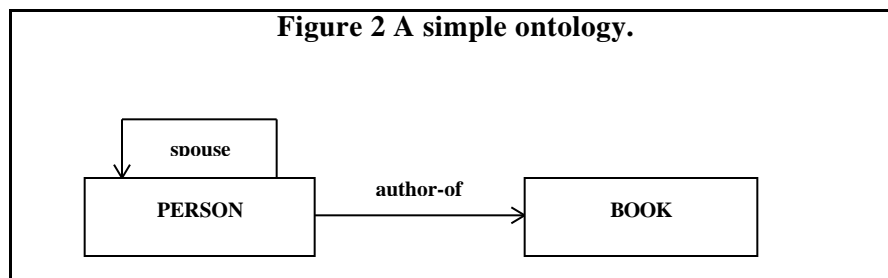 Figure 2 A simple ontology.
spouse
author-of
PERSON
BOOK